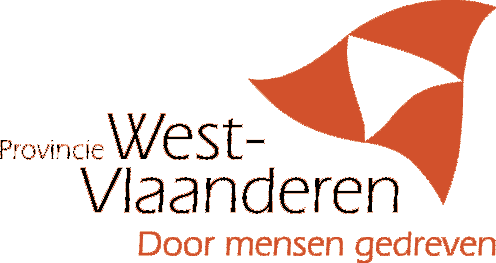 Provincie West-
Vlaanderen
Door mensen gedreven